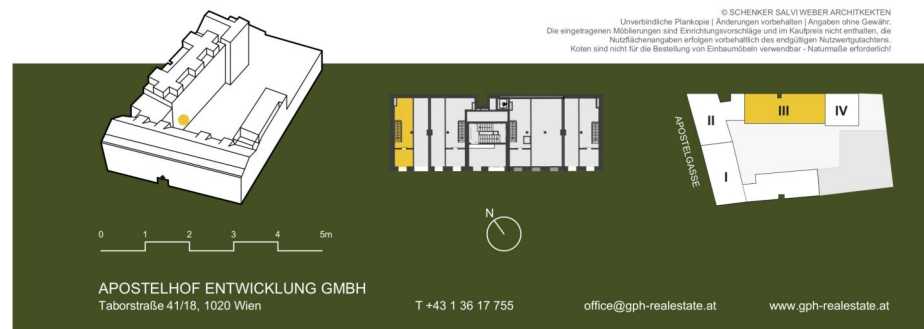 © SCHENKER SALVI WEBER ARCHITKEKTEN
Unverbindliche Plankopie | Änderungen vorbehalten | Angaben ohne Gewähr.
Die eingetragenen Möblierungen sind Einrichtungsvorschläge und im Kaufpreis nicht enthalten, die
Nutzflächenangaben erfolgen vorbehaltlich des endgültigen Nutzwertgutachtens.
Koten sind nicht für die Bestellung von Einbaumöbeln verwendbar - Naturmaße erforderlich!
II
III
IV
APOSTELGASSE
I
N
0 1 2 3 4 5m
APOSTELHOF ENTWICKLUNG GMBH
Taborstraße 41/18, 1020 Wien
T +43 1 36 17 755
office@gph-realestate.at
www.gph-realestate.at